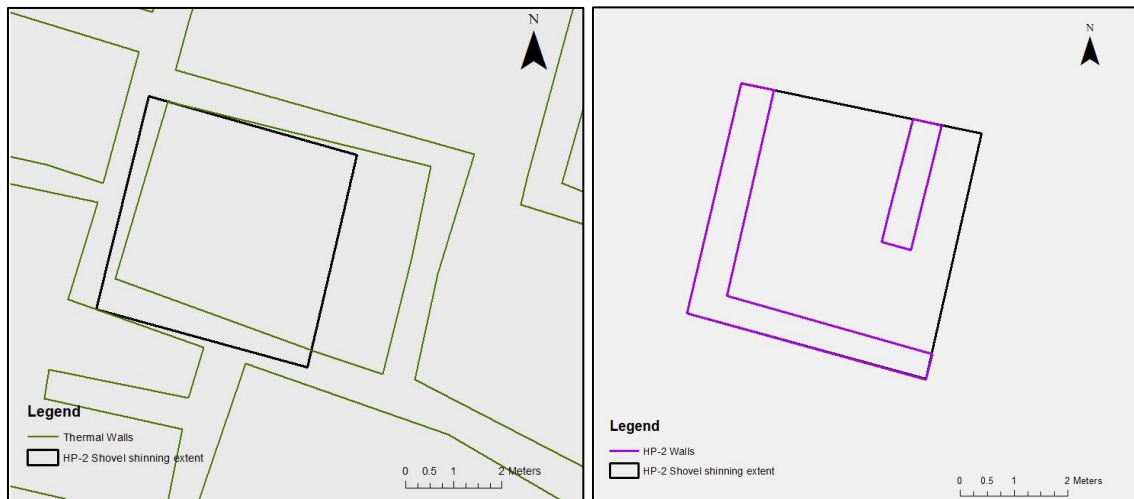 N
Legend
Thermal Walls
HP-2 Shovel shinning extent
0 0.5 1 2 Meters
N
Legend
HP-2 Walls
HP-2 Shovel shinning extent
0 0.5 1 2 Meters